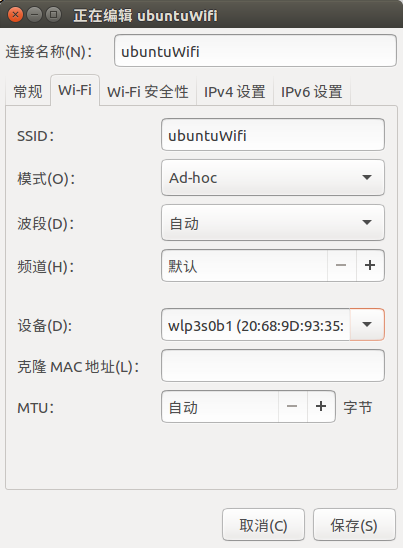 正在编辑 ubuntuWifi
连接名称(N)： ubuntuWifi
常规 Wi-Fi Wi-Fi 安全性 IPv4 设置 IPv6 设置
SSID： ubuntuWifi
模式(O)： Ad-hoc
波段(D)： 自动
频道(H)： 默认 − +
设备(D)： wlp3s0b1 (20:68:9D:93:35:
克隆 MAC 地址(L)：
MTU： 自动 − + 字节
取消(C) 保存(S)